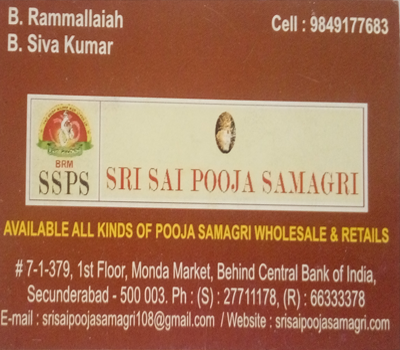 B. Rammallaiah
B. Siva Kumar
Cell : 9849177683
BRM
SSPS
SRI SAI POOJA SAMAGRI
AVAILABLE ALL KINDS OF POOJA SAMAGRI WHOLESALE & RETAILS
# 7-1-379, 1st Floor, Monda Market, Behind Central Bank of India,
Secunderabad - 500 003. Ph : (S) : 27711178, (R) : 66333378
E-mail : srisaipoojasamagri108@gmail.com / Website : srisaipoojasamagri.com